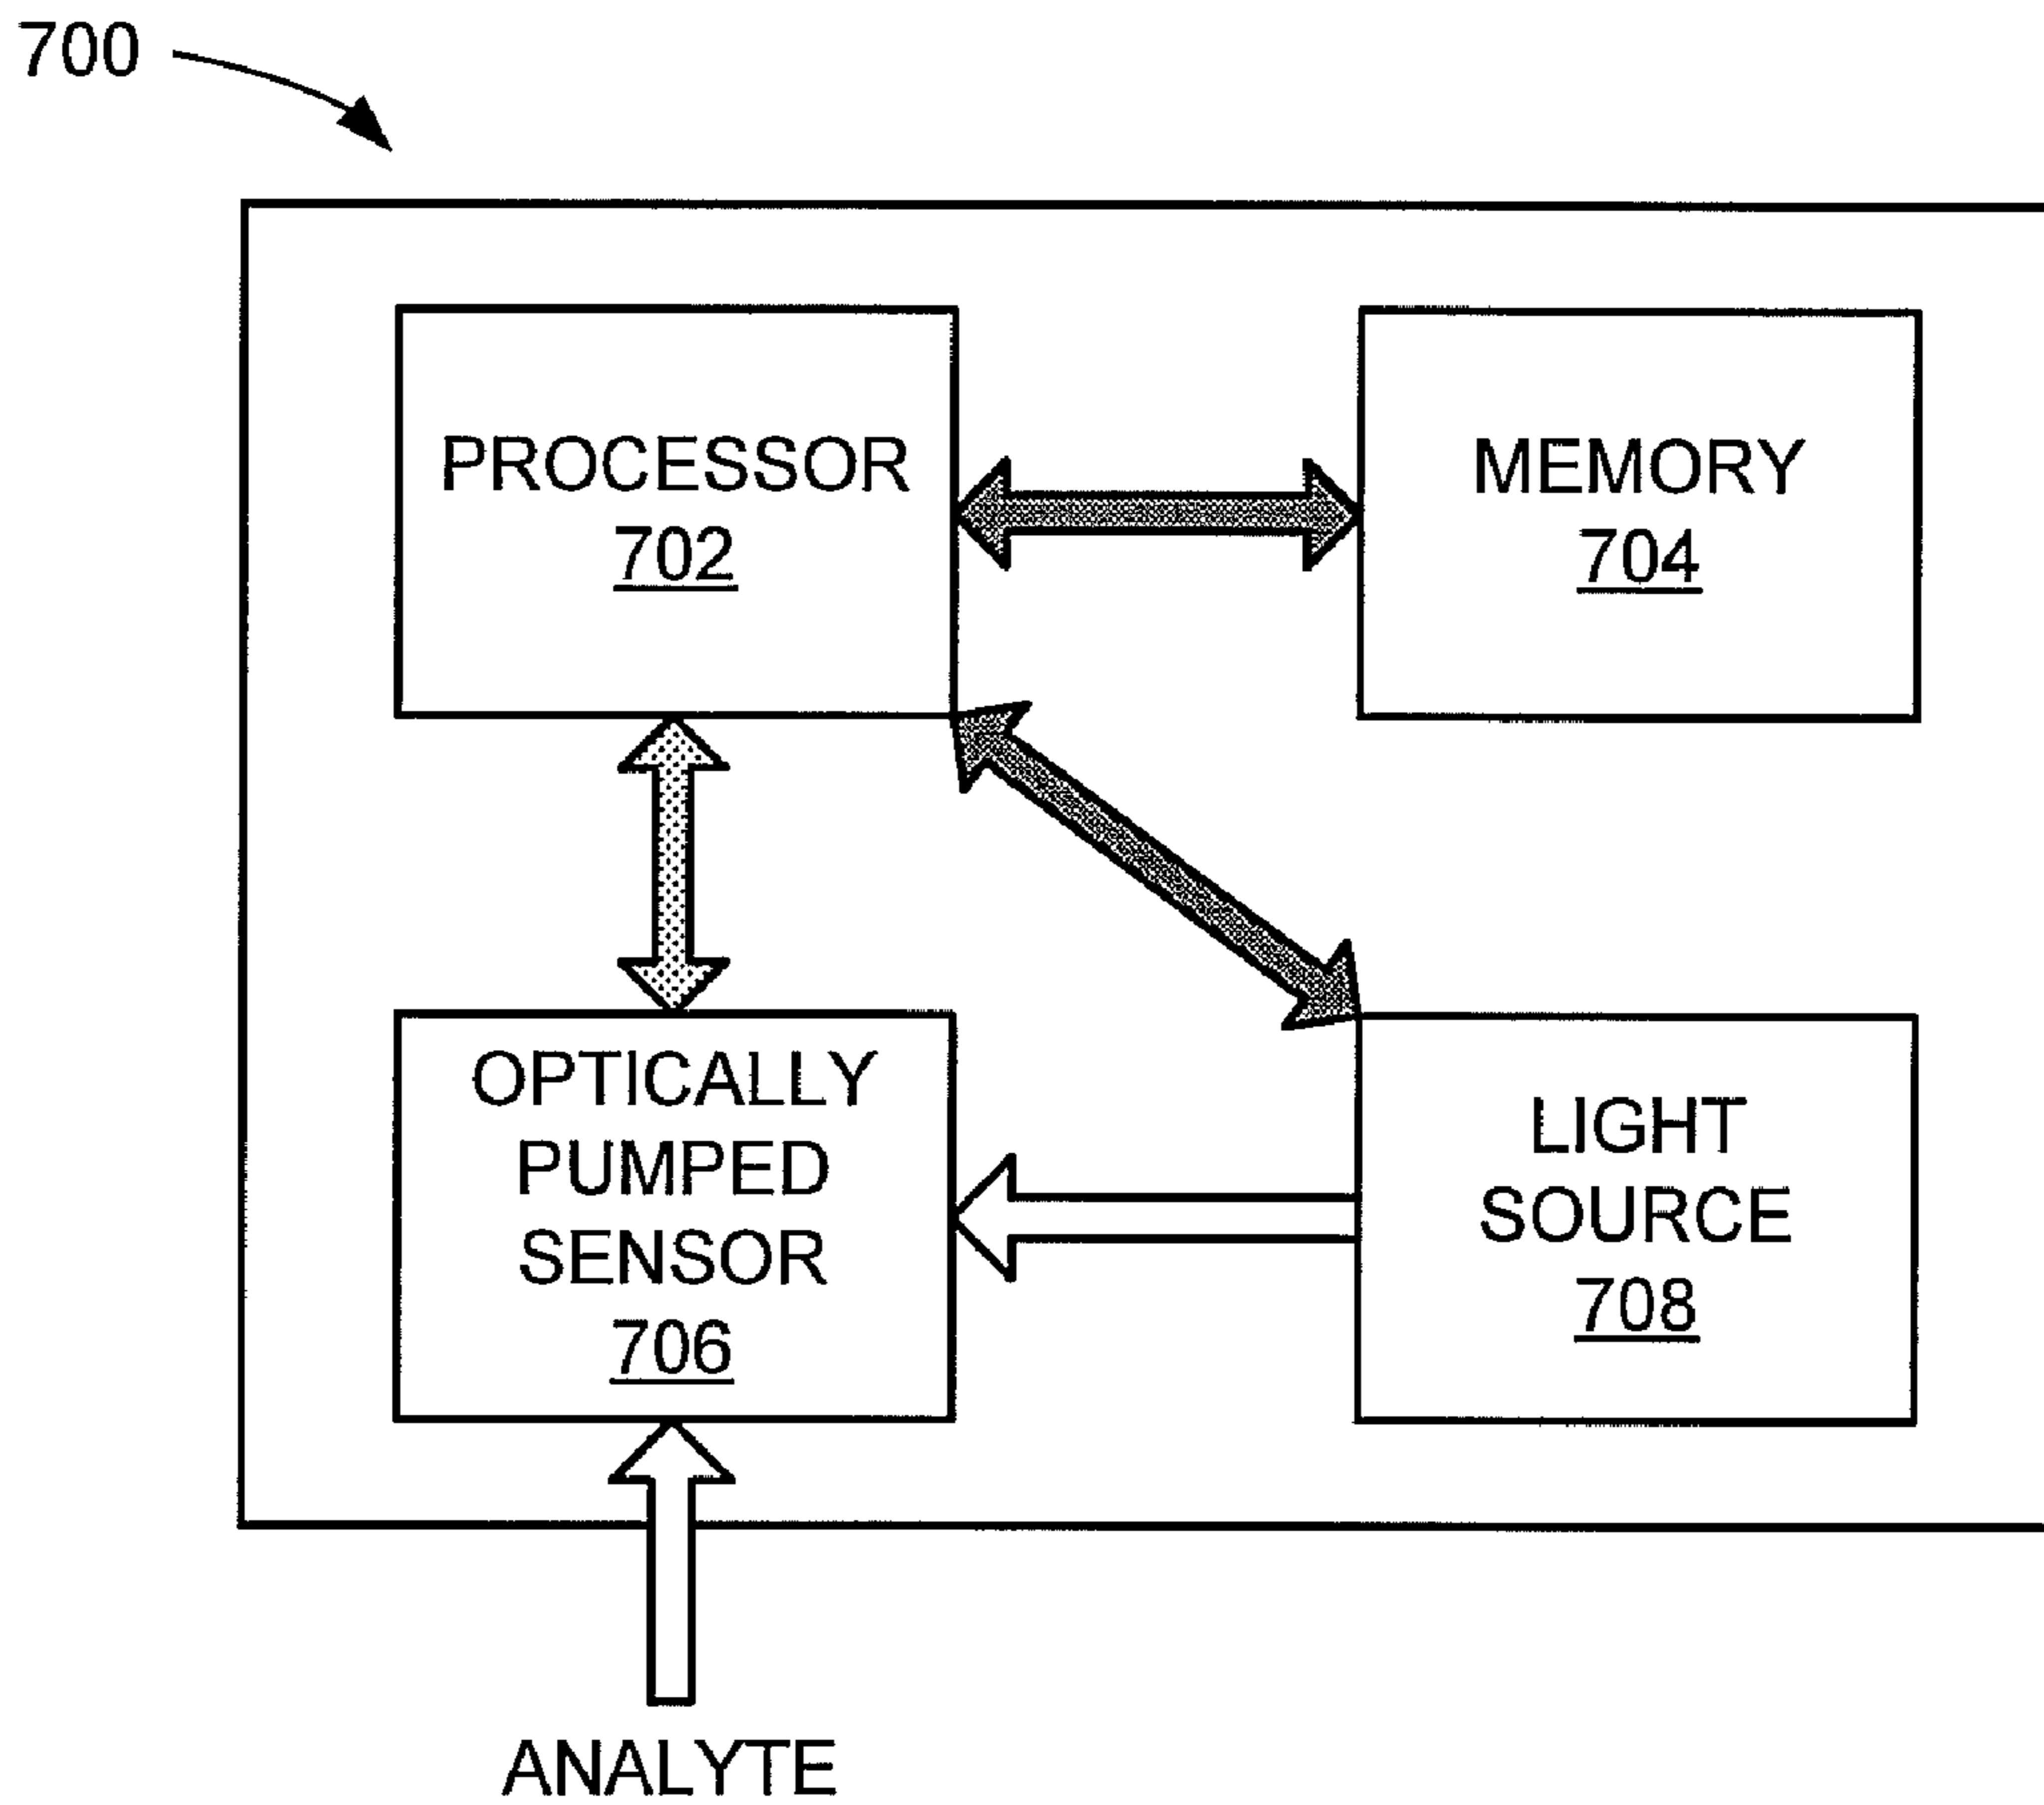 700
PROCESSOR
702
MEMORY
704
OPTICALLY
PUMPED
SENSOR
706
LIGHT
SOURCE
708
ANALYTE